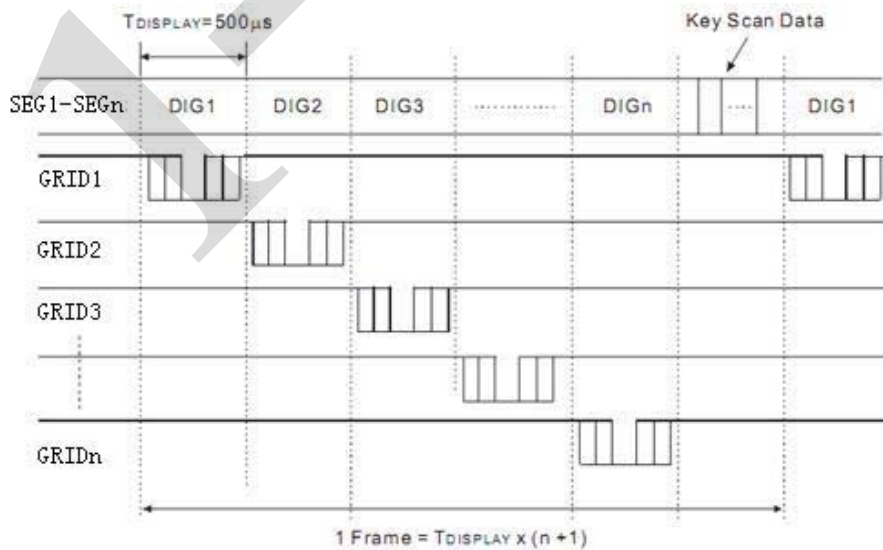 TDISPLAY=500μs
Key Scan Data
SEG1-SEGn DIG1 DIG2 DIG3 ............ DIGn .... DIG1
GRID1
GRID2
GRID3
GRIDn
1 Frame = TDISPLAY x (n +1)